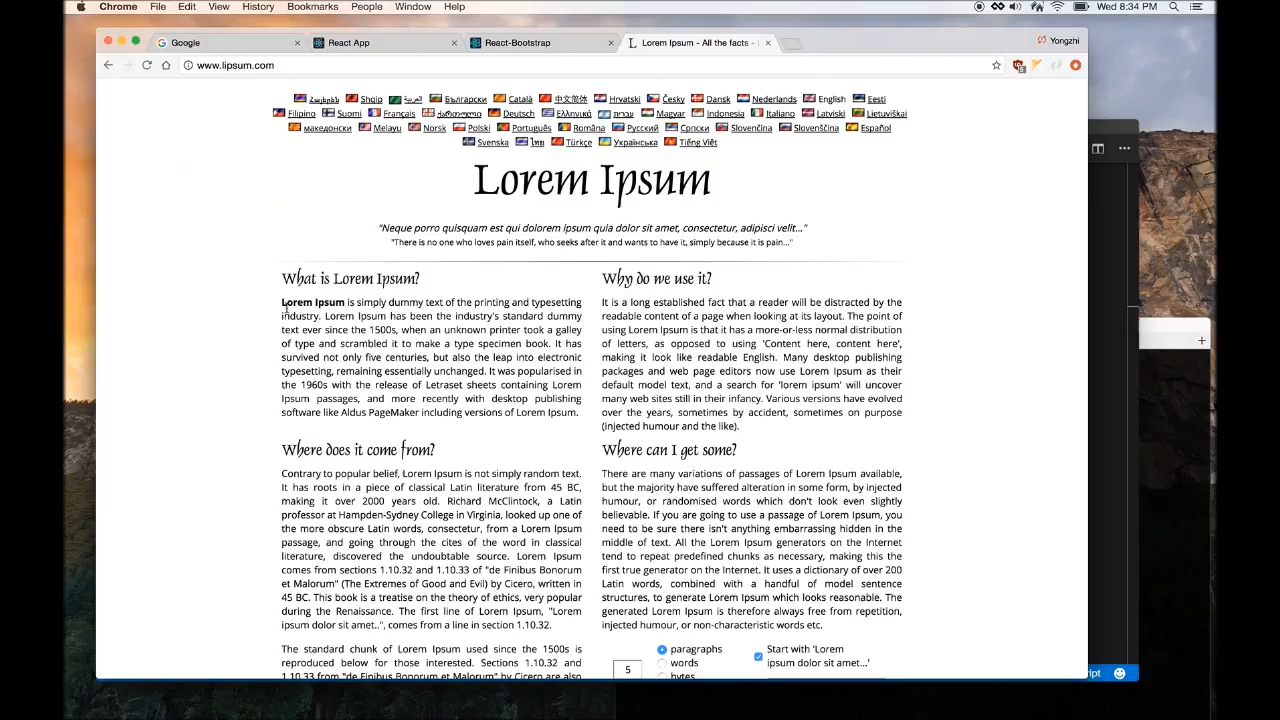 Chrome File Edit View History Bookmarks People Window Help Wed 8:34 PM
Google React App React-Bootstrap Lorem Ipsum - All the facts - Yongzhi
www.lipsum.com
Հայերեն Shqip العربية Български Català 中文简体 Hrvatski Česky Dansk Nederlands English Eesti
Filipino Suomi Français ქართული Deutsch Ελληνικά עברית Magyar Indonesia Italiano Latviski Lietuviškai
македонски Melayu Norsk Polski Português Româna Русский Српски Slovenčina Slovenščina Español
Svenska ไทย Türkçe Українська Tiếng Việt
Lorem Ipsum
"Neque porro quisquam est qui dolorem ipsum quia dolor sit amet, consectetur, adipisci velit..."
"There is no one who loves pain itself, who seeks after it and wants to have it, simply because it is pain..."
What is Lorem Ipsum?
Lorem Ipsum is simply dummy text of the printing and typesetting
industry. Lorem Ipsum has been the industry's standard dummy
text ever since the 1500s, when an unknown printer took a galley
of type and scrambled it to make a type specimen book. It has
survived not only five centuries, but also the leap into electronic
typesetting, remaining essentially unchanged. It was popularised in
the 1960s with the release of Letraset sheets containing Lorem
Ipsum passages, and more recently with desktop publishing
software like Aldus PageMaker including versions of Lorem Ipsum.
Why do we use it?
It is a long established fact that a reader will be distracted by the
readable content of a page when looking at its layout. The point of
using Lorem Ipsum is that it has a more-or-less normal distribution
of letters, as opposed to using 'Content here, content here',
making it look like readable English. Many desktop publishing
packages and web page editors now use Lorem Ipsum as their
default model text, and a search for 'lorem ipsum' will uncover
many web sites still in their infancy. Various versions have evolved
over the years, sometimes by accident, sometimes on purpose
(injected humour and the like).
Where does it come from?
Contrary to popular belief, Lorem Ipsum is not simply random text.
It has roots in a piece of classical Latin literature from 45 BC,
making it over 2000 years old. Richard McClintock, a Latin
professor at Hampden-Sydney College in Virginia, looked up one of
the more obscure Latin words, consectetur, from a Lorem Ipsum
passage, and going through the cites of the word in classical
literature, discovered the undoubtable source. Lorem Ipsum
comes from sections 1.10.32 and 1.10.33 of "de Finibus Bonorum
et Malorum" (The Extremes of Good and Evil) by Cicero, written in
45 BC. This book is a treatise on the theory of ethics, very popular
during the Renaissance. The first line of Lorem Ipsum, "Lorem
ipsum dolor sit amet..", comes from a line in section 1.10.32.
The standard chunk of Lorem Ipsum used since the 1500s is
reproduced below for those interested. Sections 1.10.32 and
1.10.33 from "de Finibus Bonorum et Malorum" by Cicero are also
Where can I get some?
There are many variations of passages of Lorem Ipsum available,
but the majority have suffered alteration in some form, by injected
humour, or randomised words which don't look even slightly
believable. If you are going to use a passage of Lorem Ipsum, you
need to be sure there isn't anything embarrassing hidden in the
middle of text. All the Lorem Ipsum generators on the Internet
tend to repeat predefined chunks as necessary, making this the
first true generator on the Internet. It uses a dictionary of over 200
Latin words, combined with a handful of model sentence
structures, to generate Lorem Ipsum which looks reasonable. The
generated Lorem Ipsum is therefore always free from repetition,
injected humour, or non-characteristic words etc.
5
paragraphs
words
bytes
Start with 'Lorem
ipsum dolor sit amet...'
ript